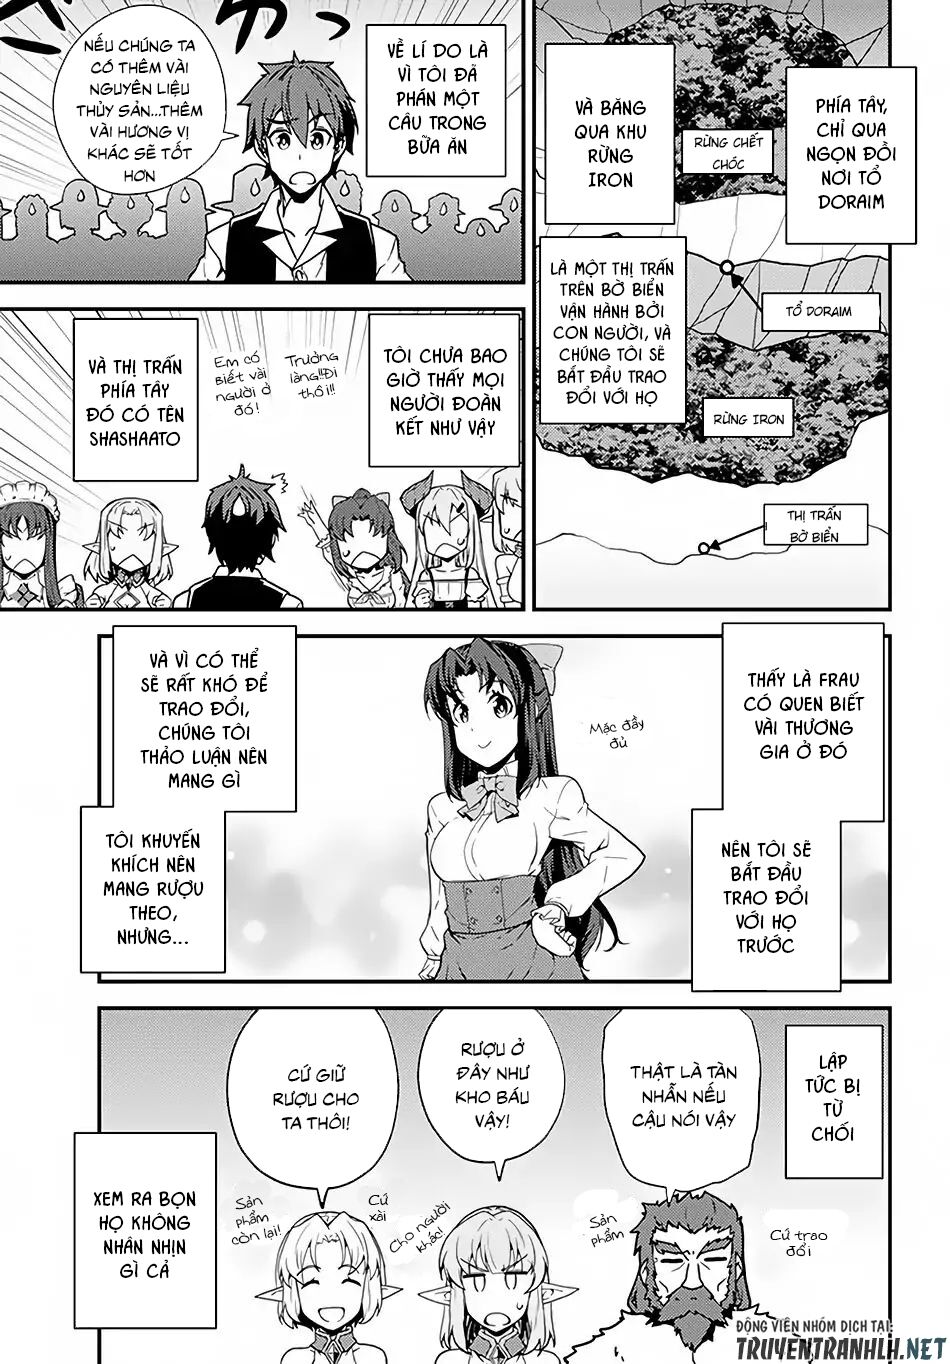 PHÍA TÂY,
CHỈ QUA
NGỌN ĐỒI
NƠI TỔ
DORAIM
RỪNG CHẾT
CHÓC
VÀ BĂNG
QUA KHU
RỪNG
IRON
TỔ DORAIM
LÀ MỘT THỊ TRẤN
TRÊN BỜ BIỂN
VẬN HÀNH BỞI
CON NGƯỜI, VÀ
CHÚNG TÔI SẼ
BẮT ĐẦU TRAO
ĐỔI VỚI HỌ
RỪNG IRON
THỊ TRẤN
BỜ BIỂN
VỀ LÍ DO LÀ
VÌ TÔI ĐÃ
PHÁN MỘT
CÂU TRONG
BỮA ĂN
NẾU CHÚNG TA
CÓ THÊM VÀI
NGUYÊN LIỆU
THỦY SẢN...THÊM
VÀI HƯƠNG VỊ
KHÁC SẼ TỐT
HƠN
TÔI CHƯA BAO
GIỜ THẤY MỌI
NGƯỜI ĐOÀN
KẾT NHƯ VẬY
Trưởng
làng!!Đi
thôi!!
Em có
biết vài
người ở
đó!
VÀ THỊ TRẤN
PHÍA TÂY
ĐÓ CÓ TÊN
SHASHAATO
THẤY LÀ FRAU
CÓ QUEN BIẾT
VÀI THƯƠNG
GIA Ở ĐÓ
Mặc đầy
đủ
NÊN TÔI SẼ
BẮT ĐẦU
TRAO ĐỔI
VỚI HỌ
TRƯỚC
VÀ VÌ CÓ THỂ
SẼ RẤT KHÓ ĐỂ
TRAO ĐỔI,
CHÚNG TÔI
THẢO LUẬN NÊN
MANG GÌ
TÔI KHUYẾN
KHÍCH NÊN
MANG RƯỢU
THEO,
NHƯNG...
LẬP
TỨC BỊ
TỪ
CHỐI
THẬT LÀ TÀN
NHẪN NẾU
CẬU NÓI VẬY
RƯỢU Ở
ĐÂY NHƯ
KHO BÁU
VẬY!
CỨ GIỮ
RƯỢU CHO
TA THÔI!
Cứ trao
đổi
Sản
phẩm
Cho người
khác!
Cứ
xài
Sản
phẩm
còn lại!
XEM RA BỌN
HỌ KHÔNG
NHÂN NHỊN
GÌ CẢ
ĐỘNG VIÊN NHÓM DỊCH TẠI:
TRUYENTRANHLH.NET